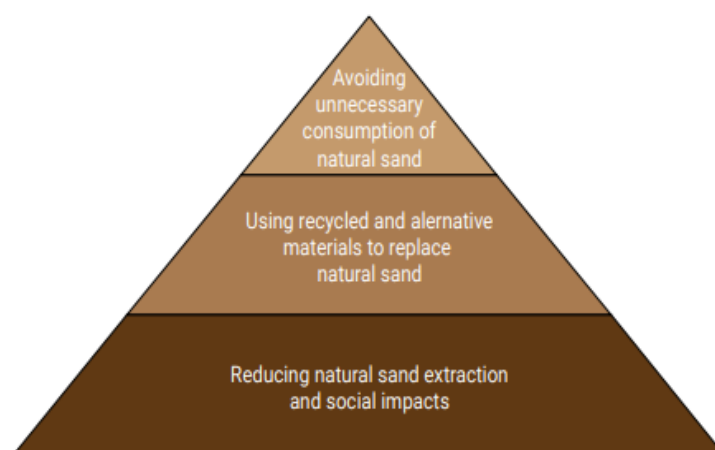 Avoiding
unnecessary
consumption of
natural sand
Using recycled and alernative
materials to replace
natural sand
Reducing natural sand extraction
and social impacts